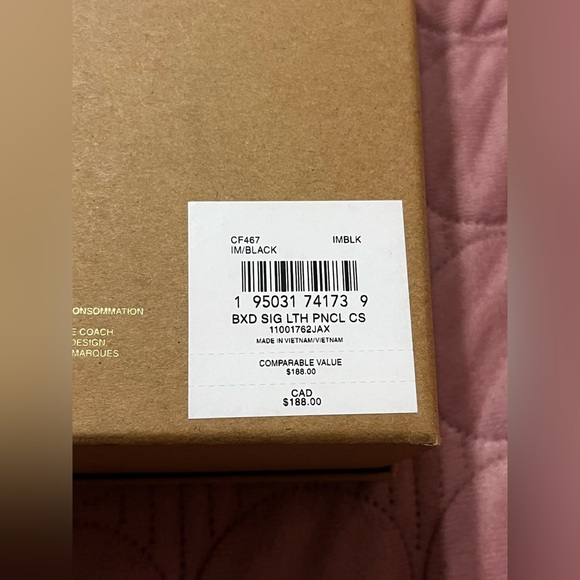 CF467 IMBLK
IM/BLACK
1 95031 74173 9
BXD SIG LTH PNCL CS
11001762JAX
MADE IN VIETNAM/VIETNAM
COMPARABLE VALUE
$188.00
CAD
$188.00
ONSOMMATION
E COACH
DESIGN
MARQUES